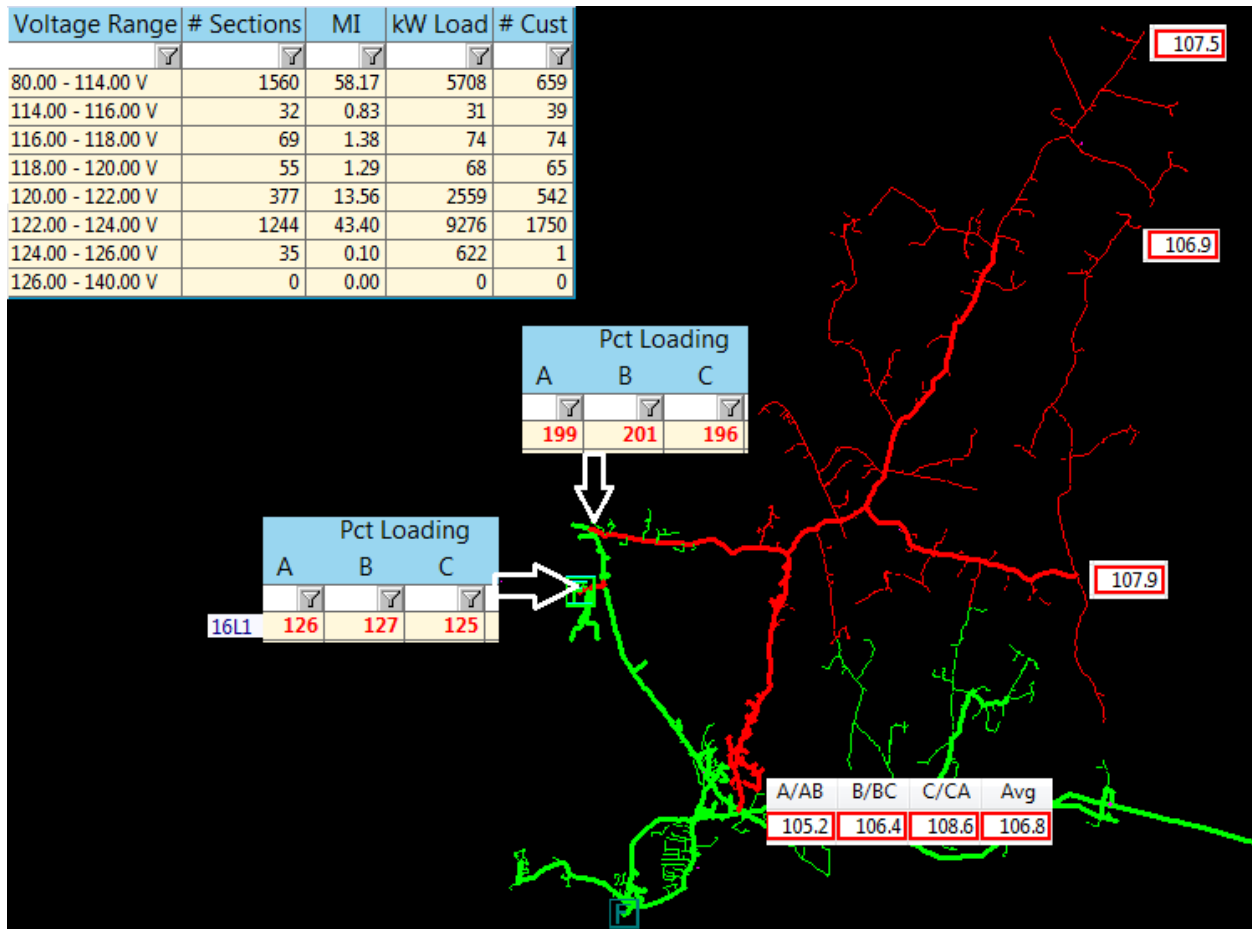 Voltage Range # Sections MI kW Load # Cust
80.00 - 114.00 V 1560 58.17 5708 659
114.00 - 116.00 V 32 0.83 31 39
116.00 - 118.00 V 69 1.38 74 74
118.00 - 120.00 V 55 1.29 68 65
120.00 - 122.00 V 377 13.56 2559 542
122.00 - 124.00 V 1244 43.40 9276 1750
124.00 - 126.00 V 35 0.10 622 1
126.00 - 140.00 V 0 0.00 0 0
107.5
106.9
Pct Loading
A B C
199 201 196
Pct Loading
A B C
16L1 126 127 125
107.9
A/AB B/BC C/CA Avg
105.2 106.4 108.6 106.8